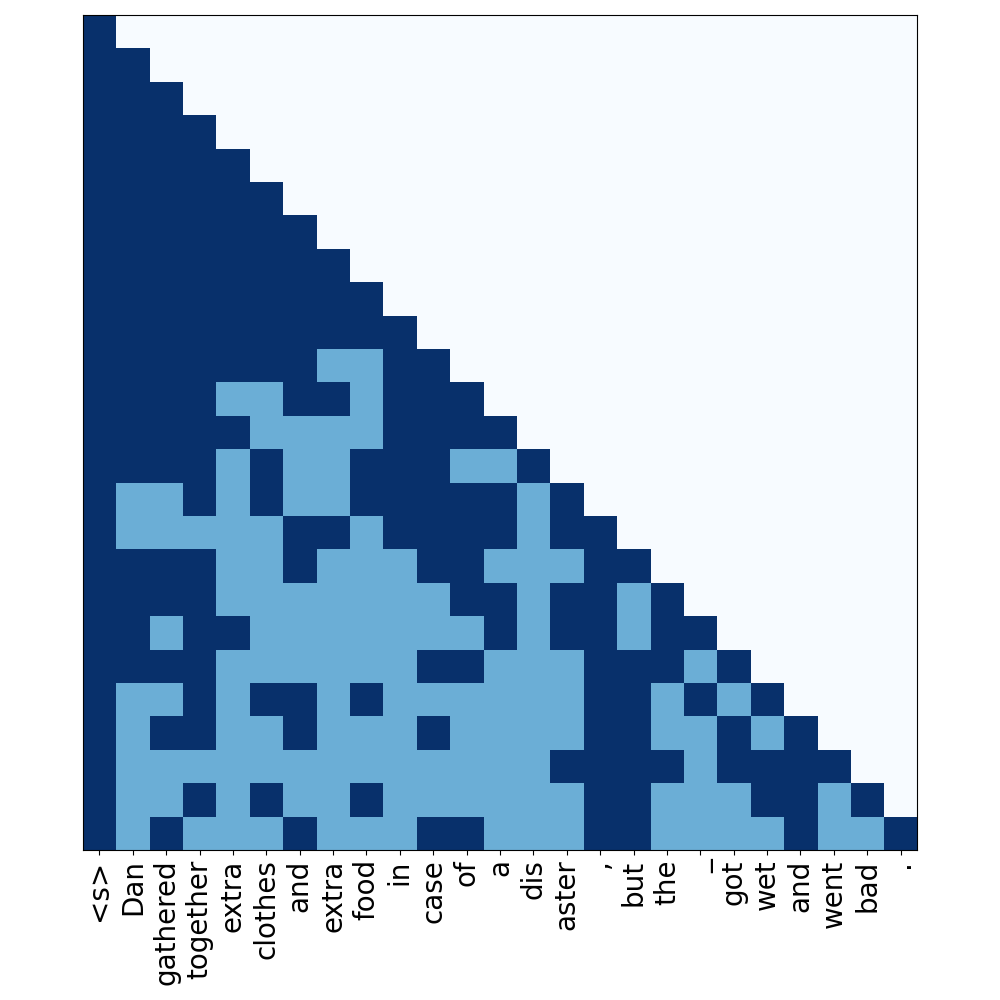 <s> Dan gathered together extra clothes and extra food in case of a dis aster , but the _ got wet and went bad .